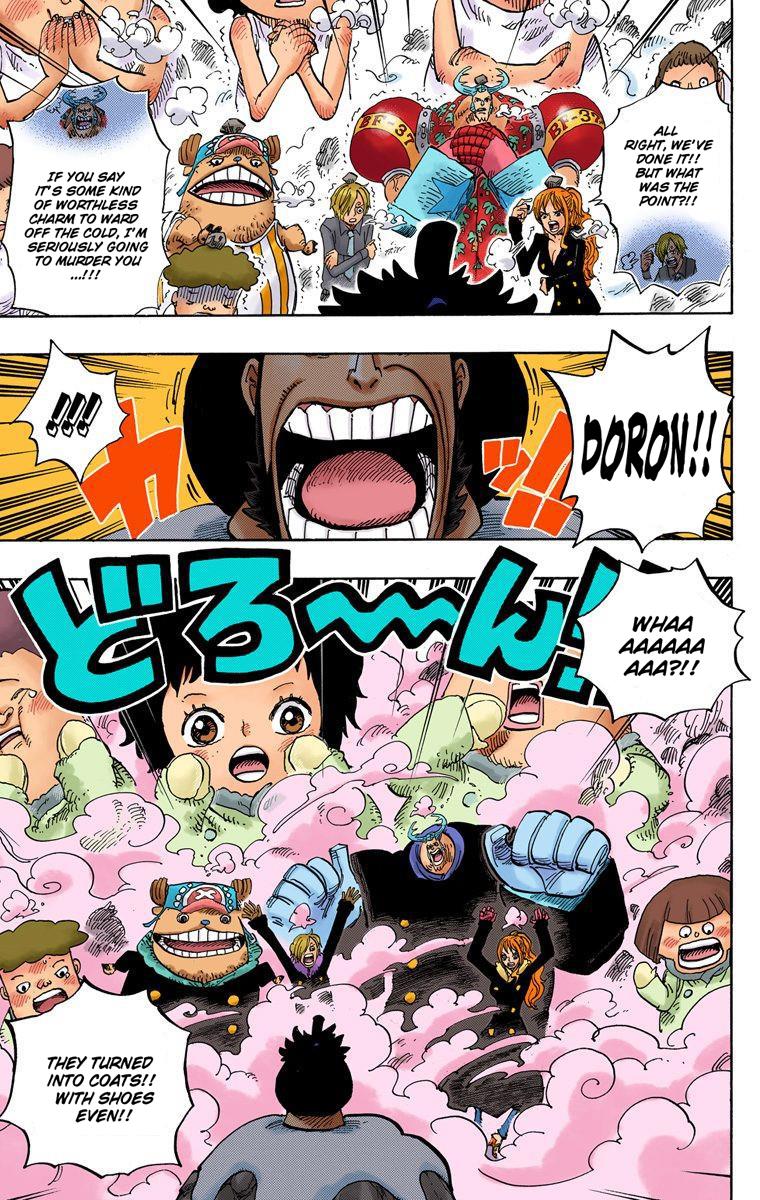 ALL
RIGHT, WE'VE
DONE IT!!
BUT WHAT
WAS THE
POINT?!!
BF-37
BF-37
IF YOU SAY
IT'S SOME KIND
OF WORTHLESS
CHARM TO WARD
OFF THE COLD, I'M
SERIOUSLY GOING
TO MURDER YOU
...!!!
DORON!!
カッ!!
!!!!
どろ〜〜ん!
WHAA
AAAAAA
AAA?!!
THEY TURNED
INTO COATS!!
WITH SHOES
EVEN!!